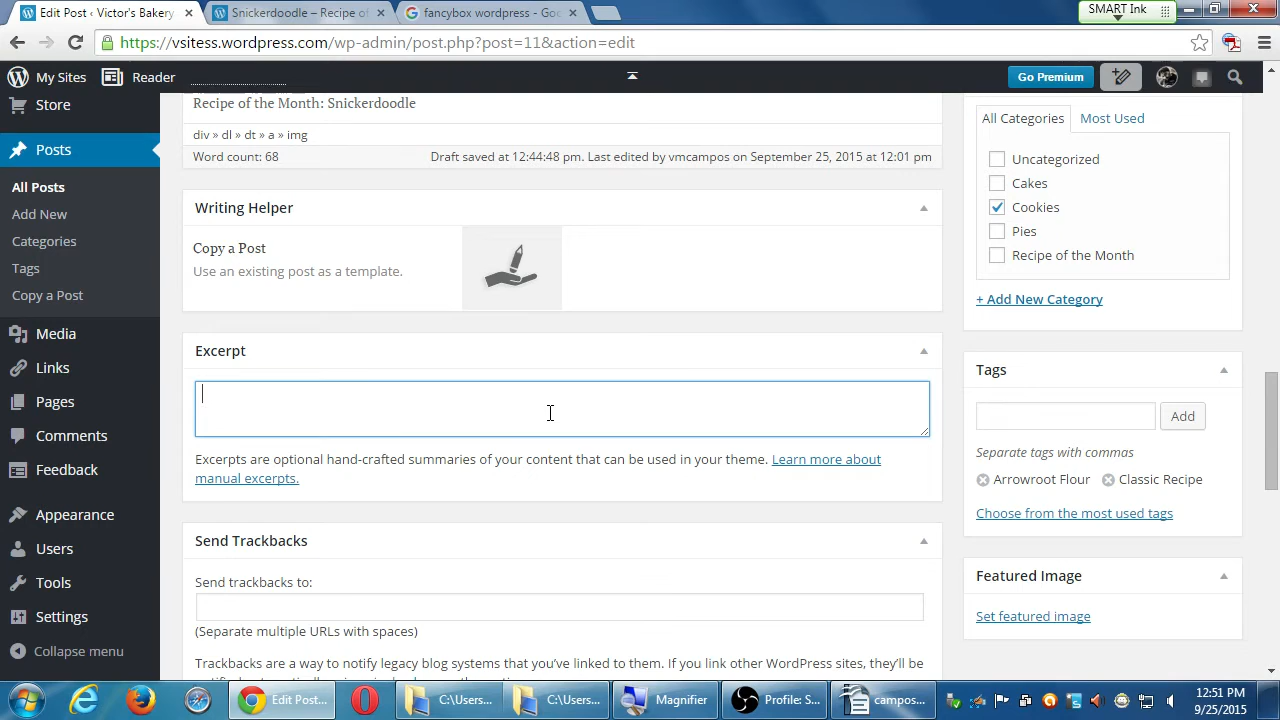 Edit Post ‹ Victor's Bakery
Snickerdoodle – Recipe of
fancybox wordpress - Goo
SMART Ink
https://vsitess.wordpress.com/wp-admin/post.php?post=11&action=edit
My Sites
Reader
Go Premium
Store
Posts
All Posts
Add New
Categories
Tags
Copy a Post
Media
Links
Pages
Comments
Feedback
Appearance
Users
Tools
Settings
Collapse menu
Recipe of the Month: Snickerdoodle
div » dl » dt » a » img
Word count: 68
Draft saved at 12:44:48 pm. Last edited by vmcampos on September 25, 2015 at 12:01 pm
Writing Helper
Copy a Post
Use an existing post as a template.
Excerpt
Excerpts are optional hand-crafted summaries of your content that can be used in your theme. Learn more about
manual excerpts.
Send Trackbacks
Send trackbacks to:
(Separate multiple URLs with spaces)
Trackbacks are a way to notify legacy blog systems that you've linked to them. If you link other WordPress sites, they'll be
All Categories
Most Used
Uncategorized
Cakes
Cookies
Pies
Recipe of the Month
+ Add New Category
Tags
Add
Separate tags with commas
Arrowroot Flour
Classic Recipe
Choose from the most used tags
Featured Image
Set featured image
Edit Post...
C:\Users...
C:\Users...
Magnifier
Profile: S...
campos...
12:51 PM
9/25/2015